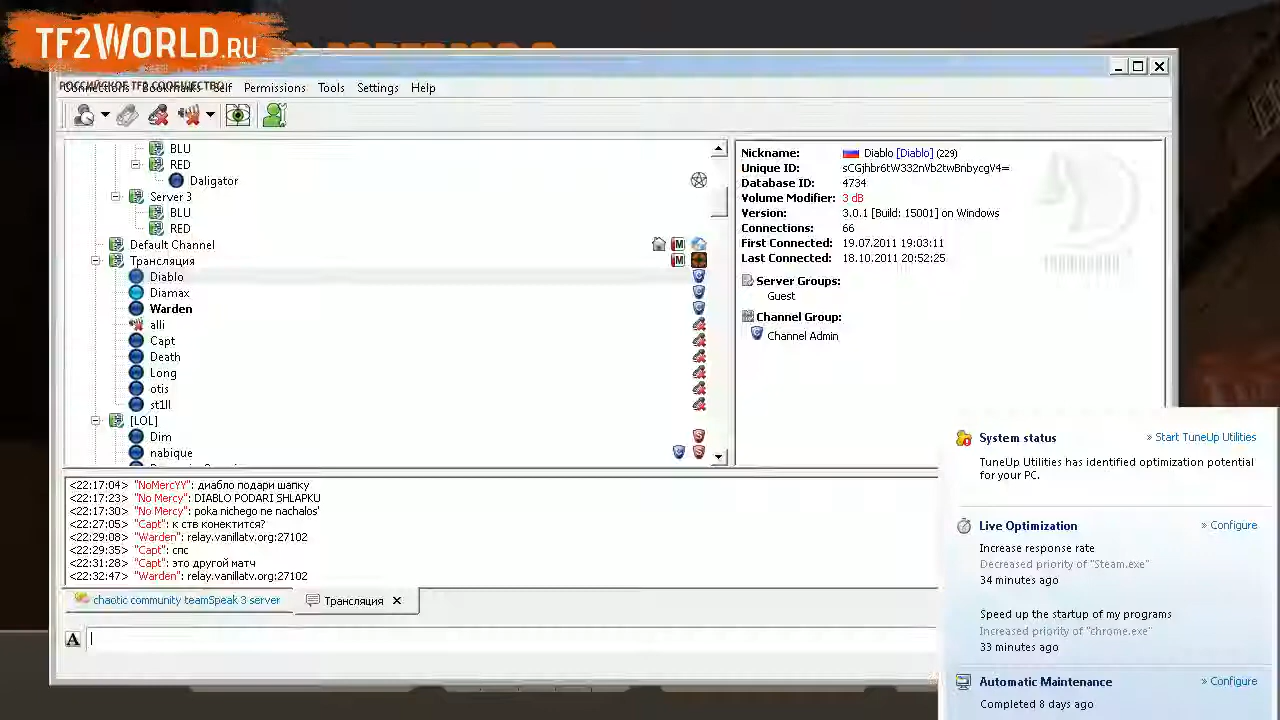 TF2WORLD.RU
РОССИЙСКОЕ TF2 СООБЩЕСТВО
Connections Bookmarks Self Permissions Tools Settings Help
BLU
RED
Daligator
Server 3
BLU
RED
Default Channel
Трансляция
Diablo
Diamax
Warden
alli
Capt
Death
Long
otis
st1ll
[LOL]
Dim
nabique
Nickname: Diablo [Diablo] (229)
Unique ID: sCGjhbr6tW332nVb2twBnbycgV4=
Database ID: 4734
Volume Modifier: 3 dB
Version: 3.0.1 [Build: 15001] on Windows
Connections: 66
First Connected: 19.07.2011 19:03:11
Last Connected: 18.10.2011 20:52:25
Server Groups:
Guest
Channel Group:
Channel Admin
<22:17:04> "NoMercYY": диабло подари шапку
<22:17:23> "No Mercy": DIABLO PODARI SHLAPKU
<22:17:30> "No Mercy": poka nichego ne nachalos'
<22:27:05> "Capt": к ств конектится?
<22:29:08> "Warden": relay.vanillatv.org:27102
<22:29:35> "Capt": спс
<22:31:28> "Capt": это другой матч
<22:32:47> "Warden": relay.vanillatv.org:27102
chaotic community teamSpeak 3 server
Трансляция
A
System status » Start TuneUp Utilities
TuneUp Utilities has identified optimization potential
for your PC.
Live Optimization » Configure
Increase response rate
Decreased priority of "Steam.exe"
34 minutes ago
Speed up the startup of my programs
Increased priority of "chrome.exe"
33 minutes ago
Automatic Maintenance » Configure
Completed 8 days ago